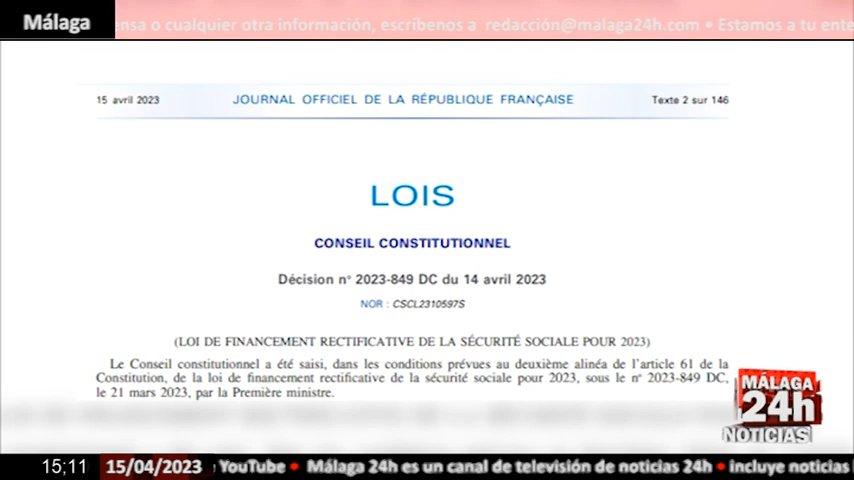 Málaga
ensa o cualquier otra información, escríbenos a redacción@malaga24h.com • Estamos a tu ente
15 avril 2023 JOURNAL OFFICIEL DE LA RÉPUBLIQUE FRANÇAISE Texte 2 sur 146
LOIS
CONSEIL CONSTITUTIONNEL
Décision n° 2023-849 DC du 14 avril 2023
NOR : CSCL2310597S
(LOI DE FINANCEMENT RECTIFICATIVE DE LA SÉCURITÉ SOCIALE POUR 2023)
Le Conseil constitutionnel a été saisi, dans les conditions prévues au deuxième alinéa de l'article 61 de la
Constitution, de la loi de financement rectificative de la sécurité sociale pour 2023, sous le n° 2023-849 DC,
le 21 mars 2023, par la Première ministre.
MÁLAGA
24h
NOTICIAS
15:11 15/04/2023 YouTube • Málaga 24h es un canal de televisión de noticias 24h • incluye noticias